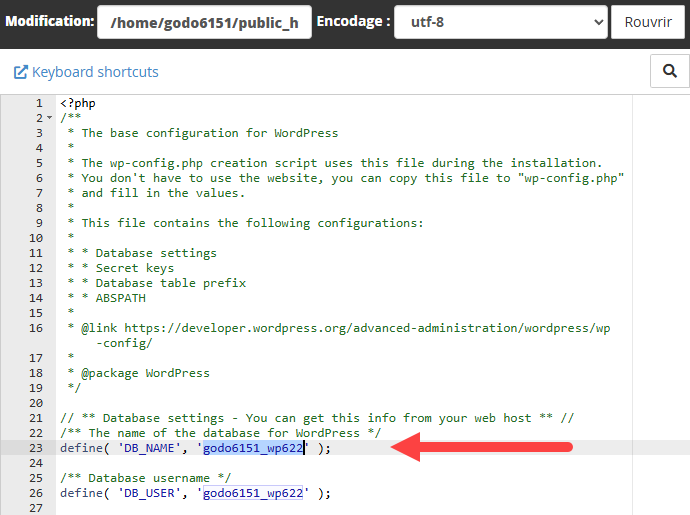 Modification: /home/godo6151/public_h Encodage : utf-8 Rouvrir
Keyboard shortcuts
1 <?php
2 /**
3 * The base configuration for WordPress
4 *
5 * The wp-config.php creation script uses this file during the installation.
6 * You don't have to use the website, you can copy this file to "wp-config.php"
7 * and fill in the values.
8 *
9 * This file contains the following configurations:
10 *
11 * * Database settings
12 * * Secret keys
13 * * Database table prefix
14 * * ABSPATH
15 *
16 * @link https://developer.wordpress.org/advanced-administration/wordpress/wp
-config/
17 *
18 * @package WordPress
19 */
20
21 // ** Database settings - You can get this info from your web host ** //
22 /** The name of the database for WordPress */
23 define( 'DB_NAME', 'godo6151_wp622' );
24
25 /** Database username */
26 define( 'DB_USER', 'godo6151_wp622' );
27